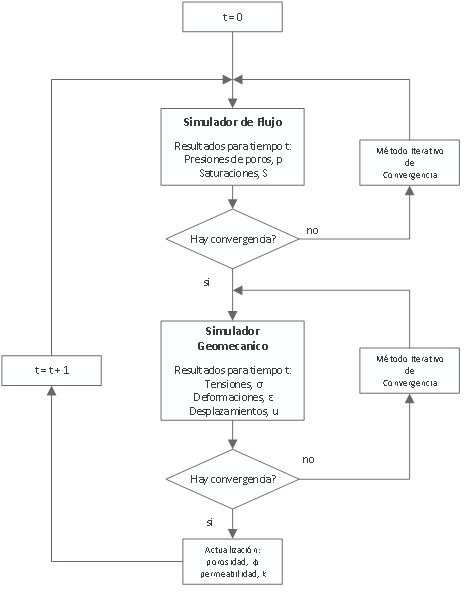 t = 0
Simulador de Flujo
Resultados para tiempo t:
Presiones de poros, p
Saturaciones, S
Método Iterativo
de
Convergencia
Hay convergencia?
no
si
Simulador
Geomecanico
Resultados para tiempo t:
Tensiones, σ
Deformaciones, ε
Desplazamientos, u
t = t + 1
Método Iterativo
de
Convergencia
Hay convergencia?
no
si
Actualización:
porosidad, ϕ
permeabilidad, k